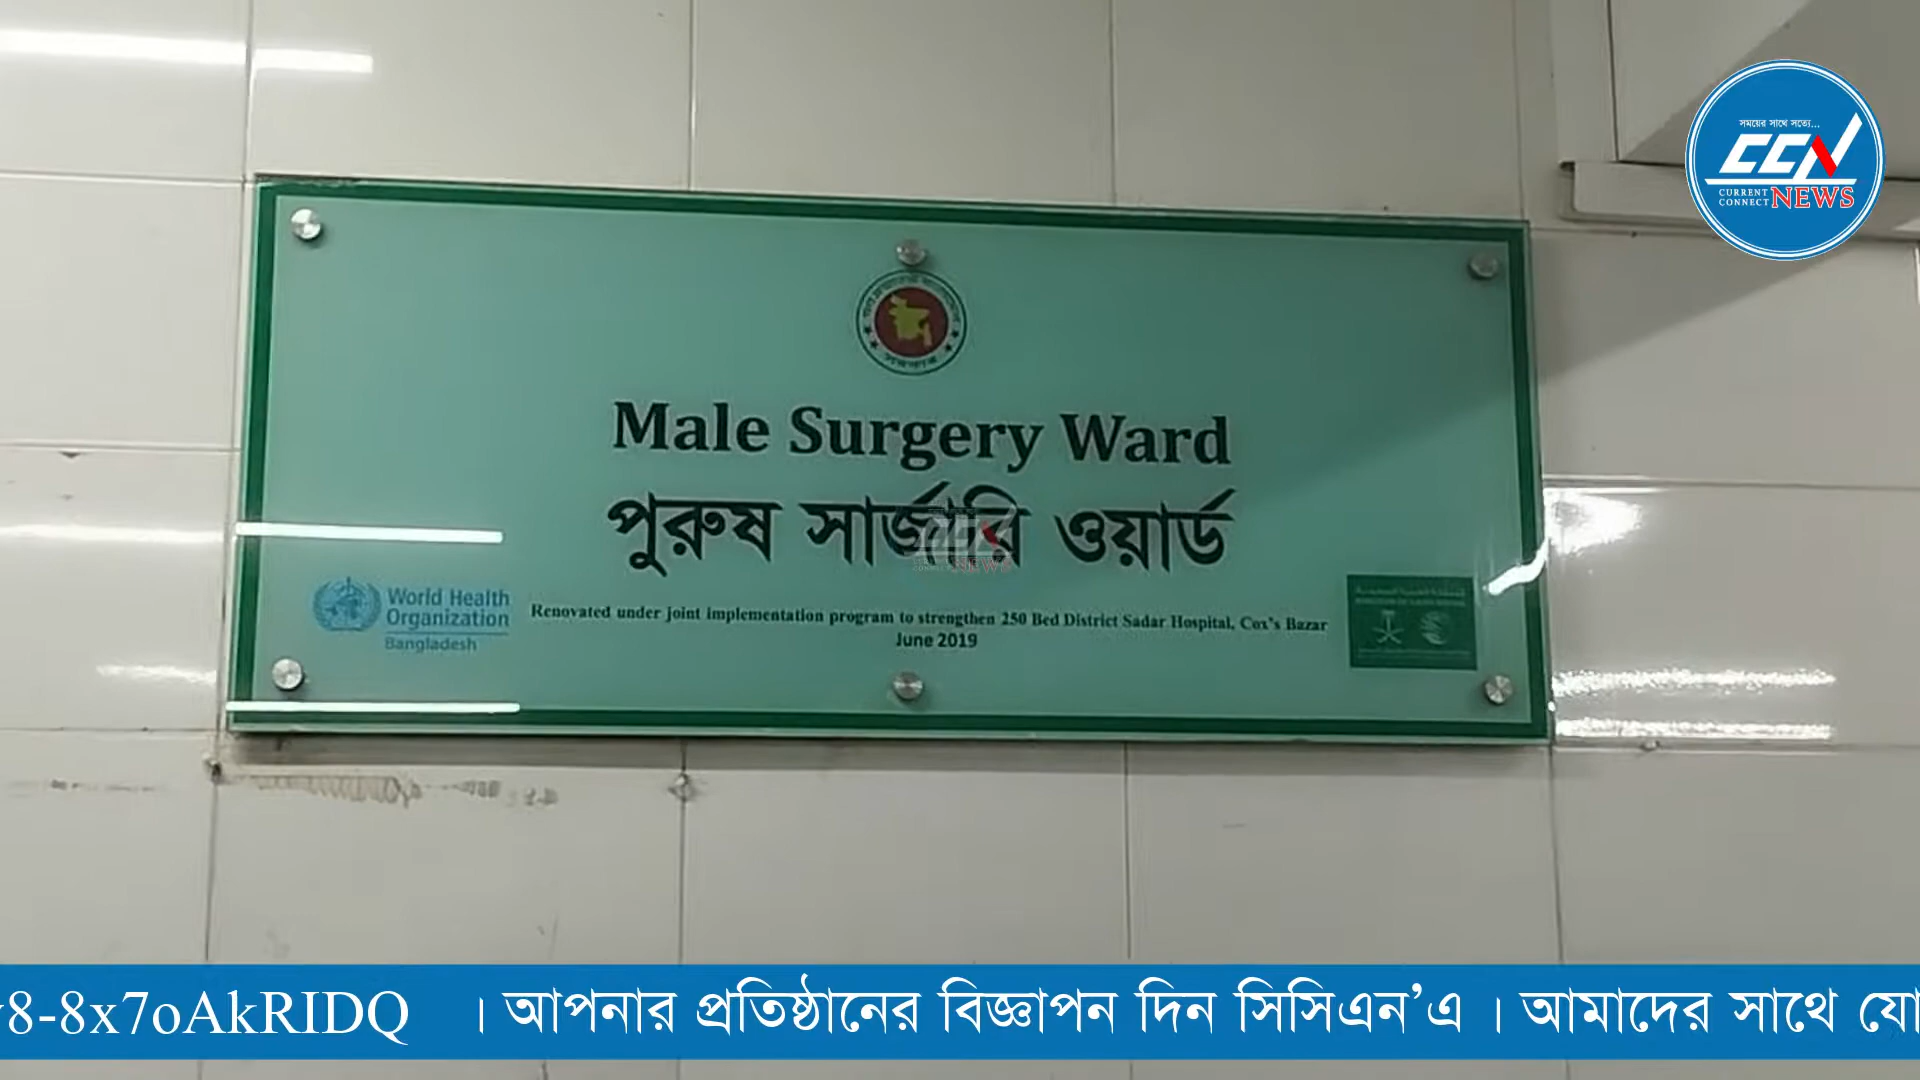 সময়ের সাথে সত্যে...
CCN
CURRENT
CONNECT NEWS
Male Surgery Ward
পুরুষ সার্জারি ওয়ার্ড
World Health
Organization
Bangladesh
Renovated under joint implementation program to strengthen 250 Bed District Sadar Hospital, Cox's Bazar
June 2019
8-8x7oAkRIDQ । আপনার প্রতিষ্ঠানের বিজ্ঞাপন দিন সিসিএন'এ । আমাদের সাথে যো